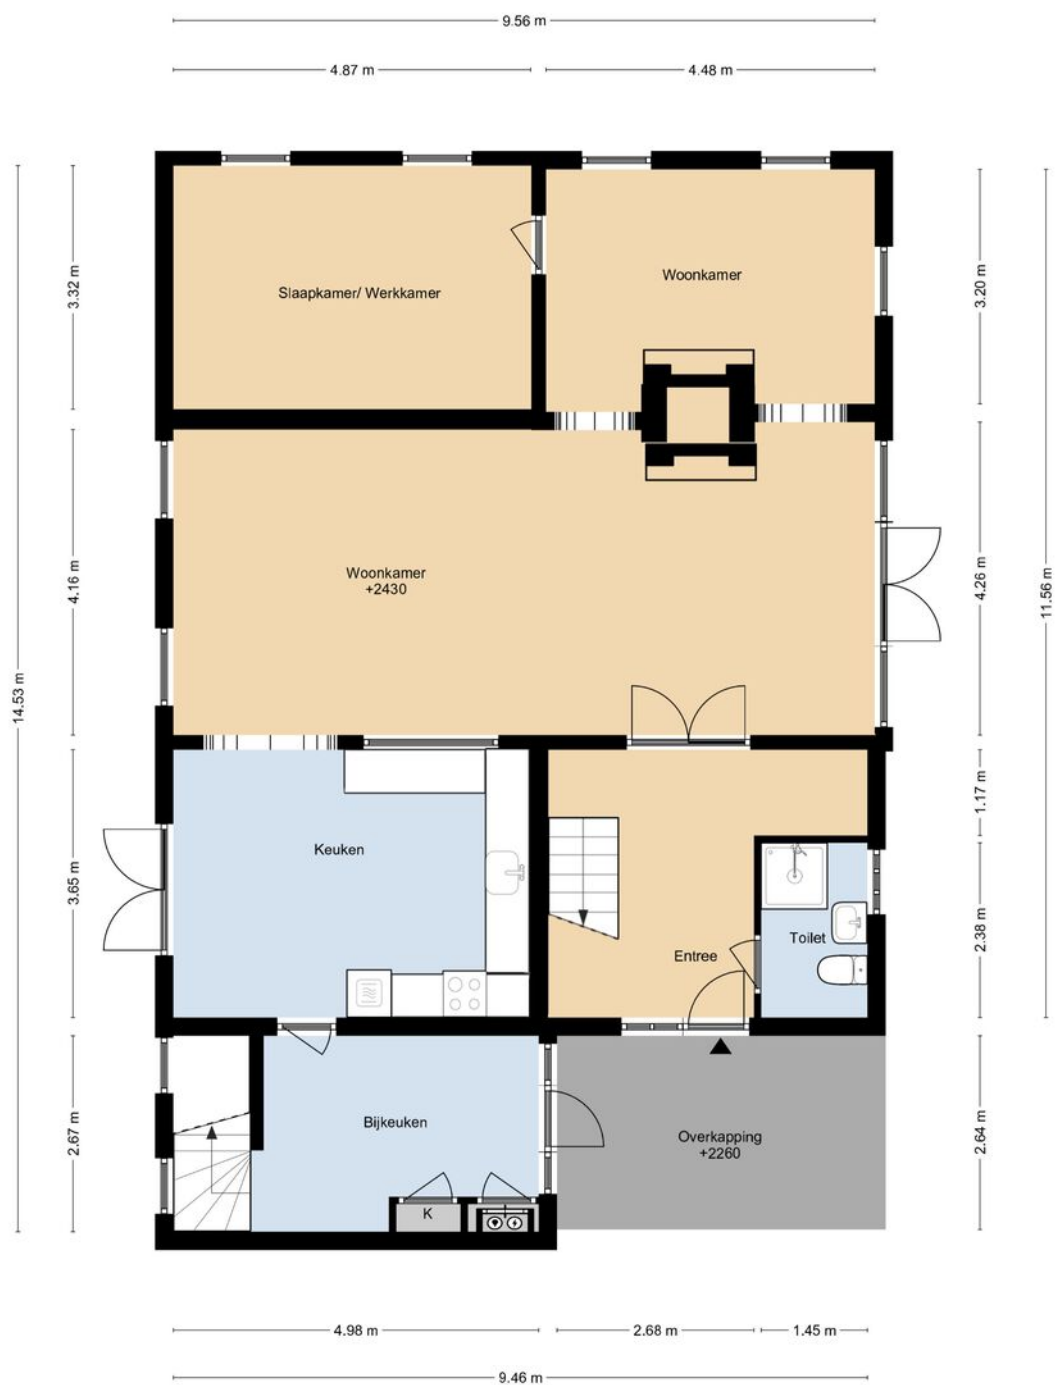 9.56 m
4.87 m
4.48 m
3.32 m
Slaapkamer/ Werkkamer
Woonkamer
3.20 m
14.53 m
4.16 m
Woonkamer
+2430
4.26 m
11.56 m
3.65 m
Keuken
1.17 m
Entree
Toilet
2.38 m
2.67 m
Bijkeuken
K
Overkapping
+2260
2.64 m
4.98 m
2.68 m
1.45 m
9.46 m